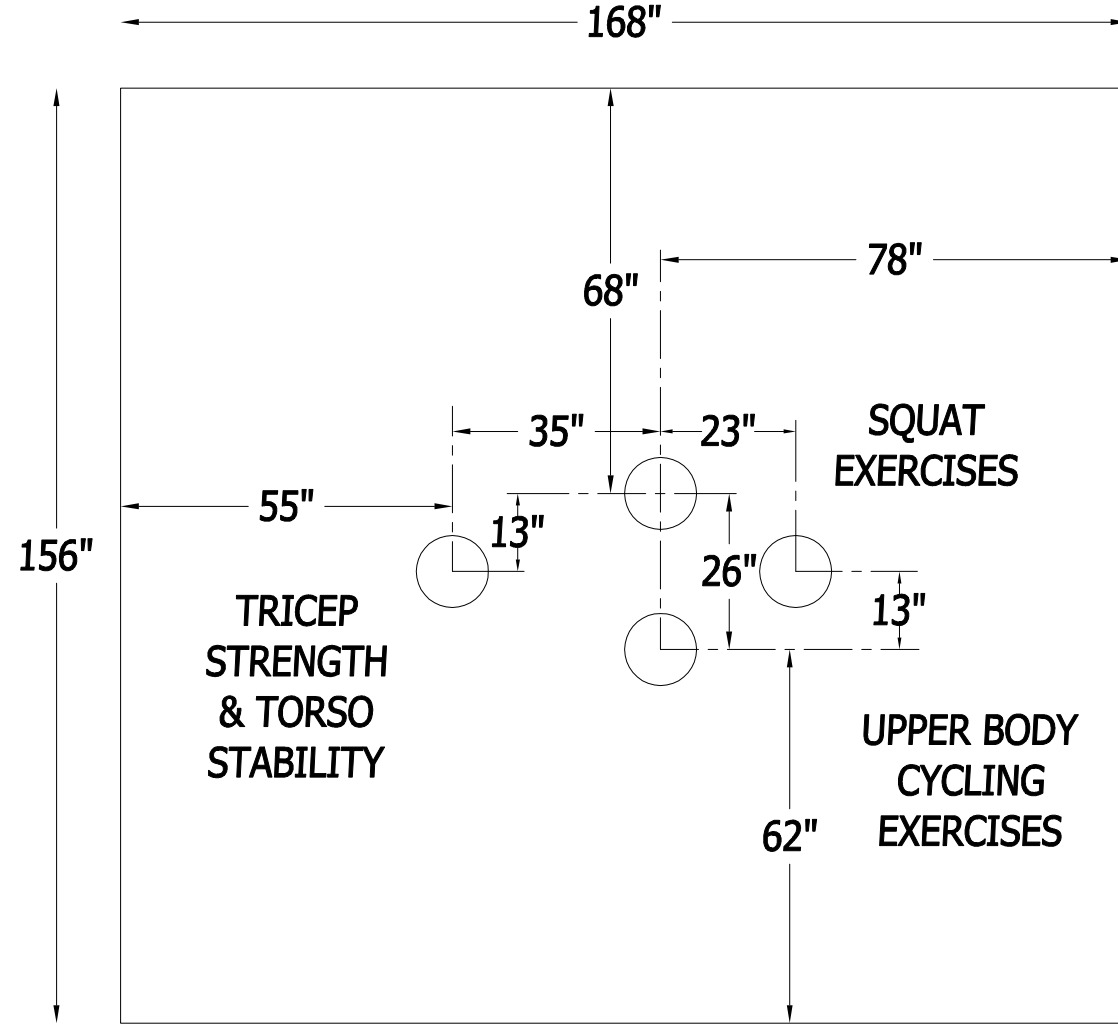 168"
78"
68"
SQUAT
EXERCISES
35"
23"
55"
13"
156"
26"
13"
TRICEP
STRENGTH
& TORSO
STABILITY
UPPER BODY
CYCLING
EXERCISES
62"